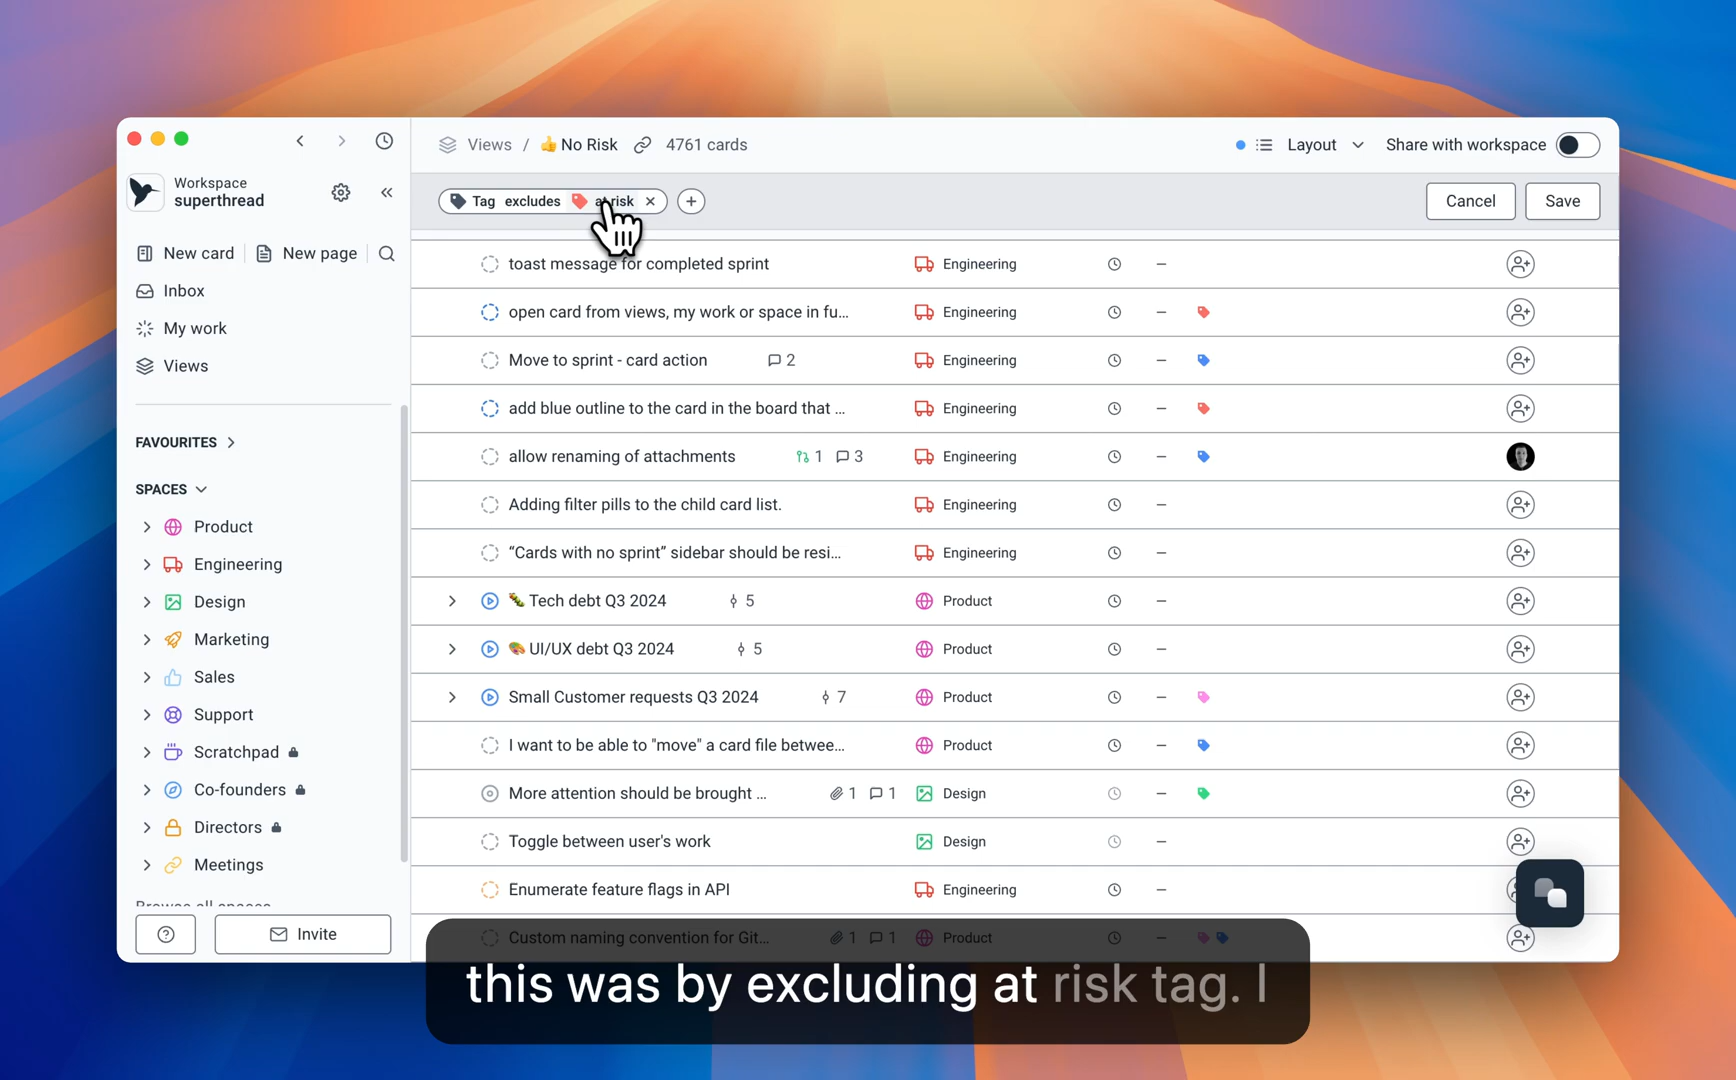 Workspace
superthread
New card
New page
Inbox
My work
Views
FAVOURITES
SPACES
Product
Engineering
Design
Marketing
Sales
Support
Scratchpad
Co-founders
Directors
Meetings
Browse all spaces
Invite
Views / 👍 No Risk 4761 cards
Layout
Share with workspace
Tag excludes at risk
Cancel
Save
toast message for completed sprint Engineering –
open card from views, my work or space in fu... Engineering –
Move to sprint - card action 2 Engineering –
add blue outline to the card in the board that ... Engineering –
allow renaming of attachments 1 3 Engineering –
Adding filter pills to the child card list. Engineering –
“Cards with no sprint” sidebar should be resi... Engineering –
🐛 Tech debt Q3 2024 5 Product –
🎨 UI/UX debt Q3 2024 5 Product –
Small Customer requests Q3 2024 7 Product –
I want to be able to "move" a card file betwee... Product –
More attention should be brought ... 1 1 Design –
Toggle between user's work Design –
Enumerate feature flags in API Engineering –
Custom naming convention for Git... 1 1 Product –
this was by excluding at risk tag. I